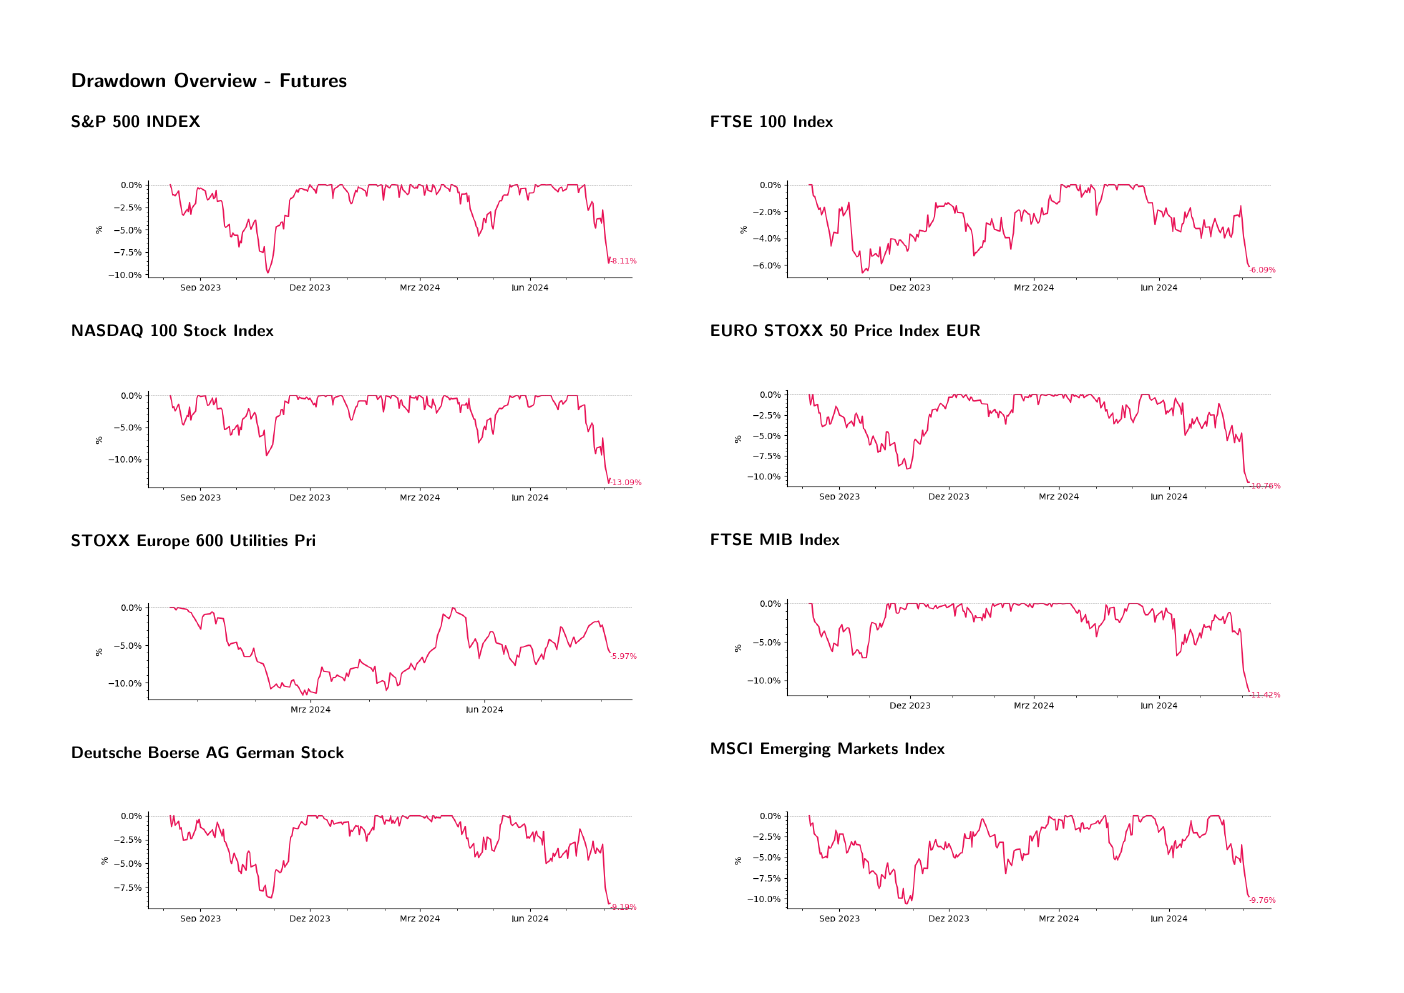 Drawdown Overview - Futures
S&P 500 INDEX
0.0%
−2.5%
−5.0%
−7.5%
−10.0%
%
-8.11%
Sep 2023 Dez 2023 Mrz 2024 Jun 2024
FTSE 100 Index
0.0%
−2.0%
−4.0%
−6.0%
%
-6.09%
Dez 2023 Mrz 2024 Jun 2024
NASDAQ 100 Stock Index
0.0%
−5.0%
−10.0%
%
-13.09%
Sep 2023 Dez 2023 Mrz 2024 Jun 2024
EURO STOXX 50 Price Index EUR
0.0%
−2.5%
−5.0%
−7.5%
−10.0%
%
-10.76%
Sep 2023 Dez 2023 Mrz 2024 Jun 2024
STOXX Europe 600 Utilities Pri
0.0%
−5.0%
−10.0%
%
-5.97%
Mrz 2024 Jun 2024
FTSE MIB Index
0.0%
−5.0%
−10.0%
%
-11.42%
Dez 2023 Mrz 2024 Jun 2024
Deutsche Boerse AG German Stock
0.0%
−2.5%
−5.0%
−7.5%
%
-9.19%
Sep 2023 Dez 2023 Mrz 2024 Jun 2024
MSCI Emerging Markets Index
0.0%
−2.5%
−5.0%
−7.5%
−10.0%
%
-9.76%
Sep 2023 Dez 2023 Mrz 2024 Jun 2024